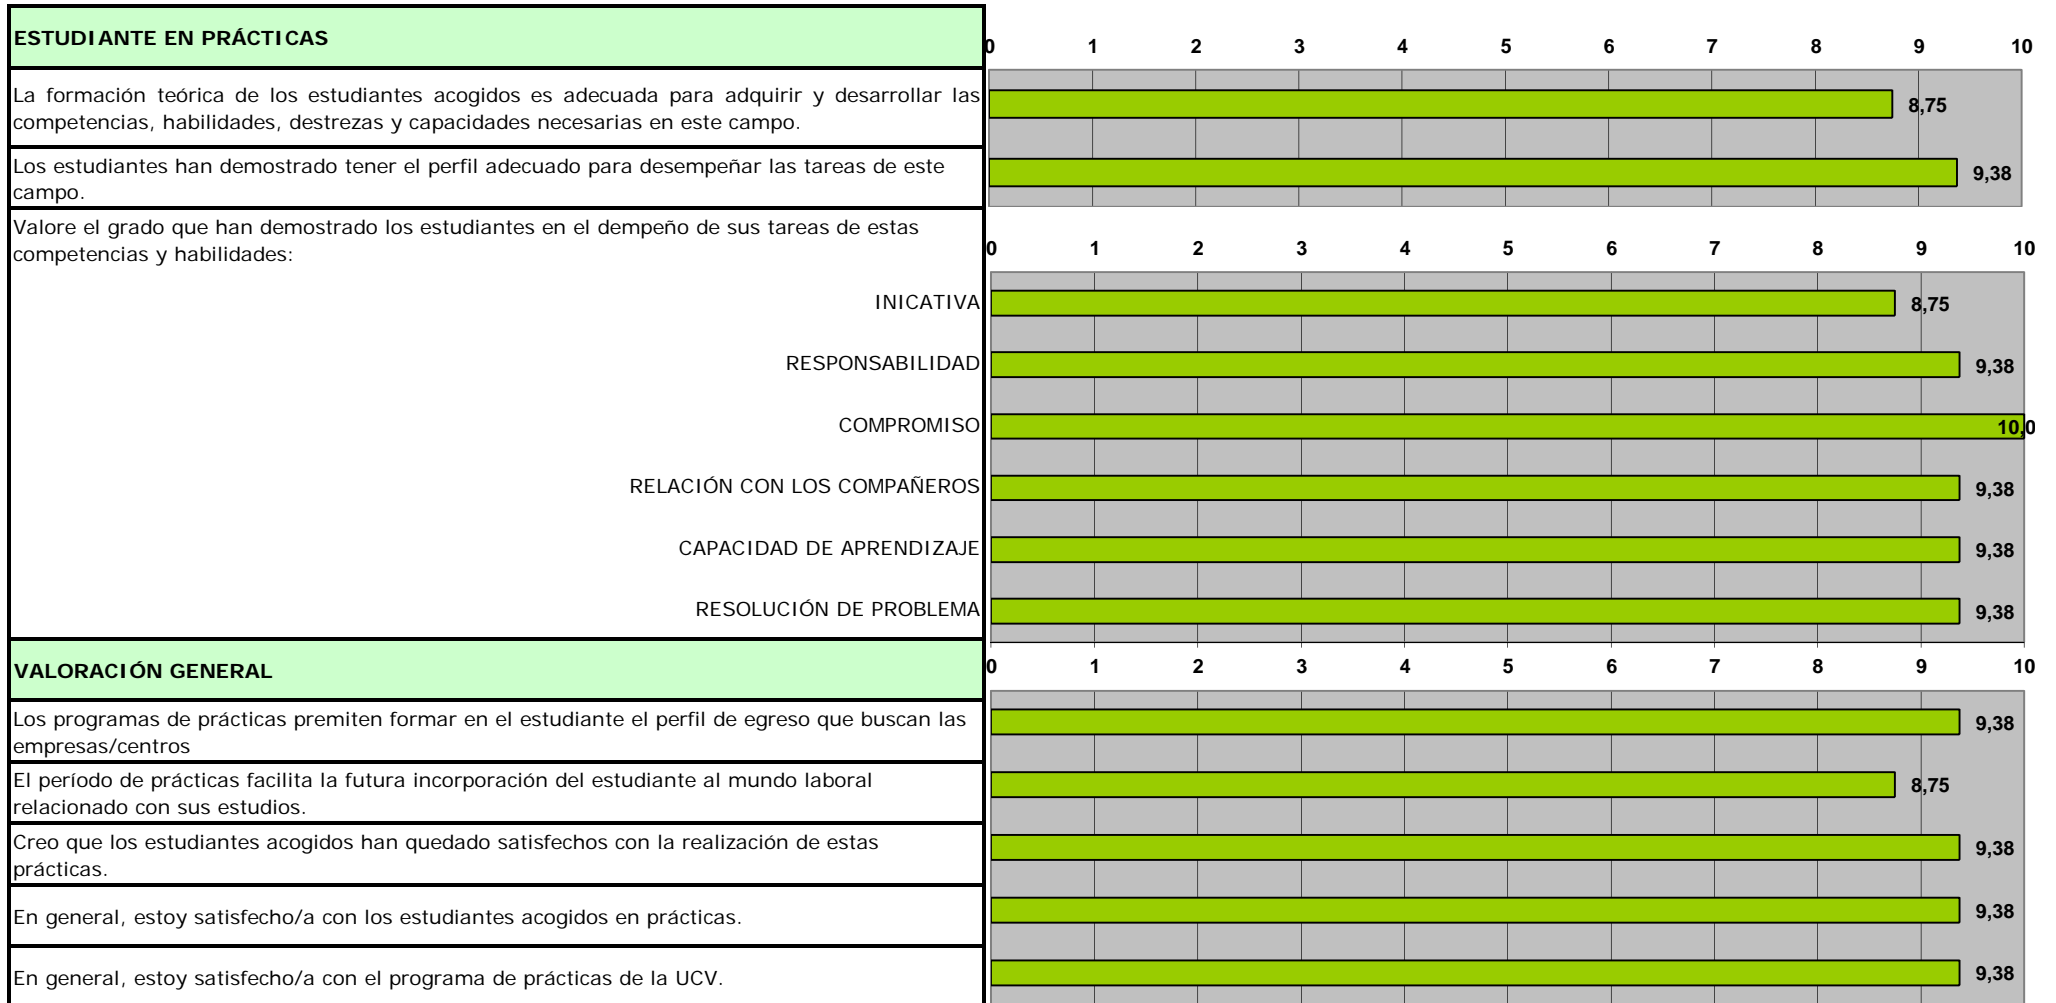 ESTUDIANTE EN PRÁCTICAS
0 1 2 3 4 5 6 7 8 9 10
La formación teórica de los estudiantes acogidos es adecuada para adquirir y desarrollar las
competencias, habilidades, destrezas y capacidades necesarias en este campo.
8,75
Los estudiantes han demostrado tener el perfil adecuado para desempeñar las tareas de este
campo.
9,38
Valore el grado que han demostrado los estudiantes en el dempeño de sus tareas de estas
competencias y habilidades:
0 1 2 3 4 5 6 7 8 9 10
INICATIVA 8,75
RESPONSABILIDAD 9,38
COMPROMISO 10,0
RELACIÓN CON LOS COMPAÑEROS 9,38
CAPACIDAD DE APRENDIZAJE 9,38
RESOLUCIÓN DE PROBLEMA 9,38
VALORACIÓN GENERAL
0 1 2 3 4 5 6 7 8 9 10
Los programas de prácticas premiten formar en el estudiante el perfil de egreso que buscan las
empresas/centros
9,38
El período de prácticas facilita la futura incorporación del estudiante al mundo laboral
relacionado con sus estudios.
8,75
Creo que los estudiantes acogidos han quedado satisfechos con la realización de estas
prácticas.
9,38
En general, estoy satisfecho/a con los estudiantes acogidos en prácticas.
9,38
En general, estoy satisfecho/a con el programa de prácticas de la UCV.
9,38